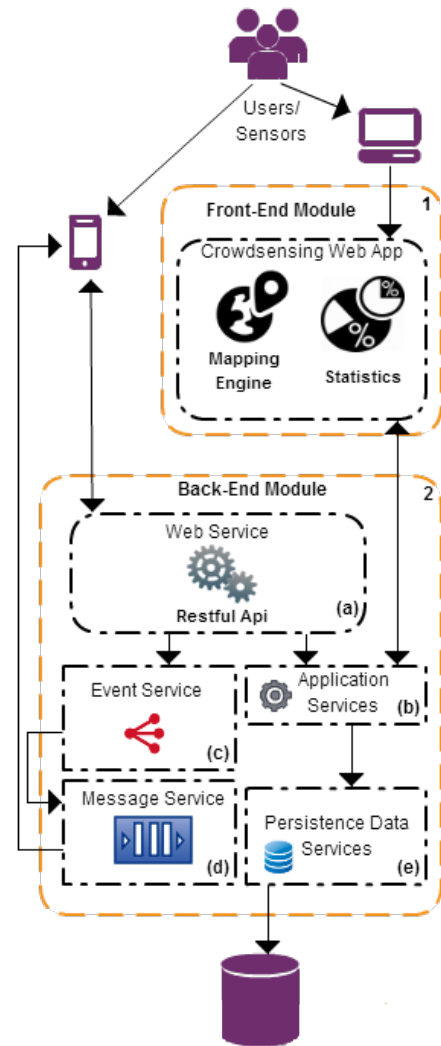 Users/
Sensors
1
Front-End Module
Crowdsensing Web App
Mapping
Engine
%
%
Statistics
Back-End Module
2
Web Service
Restful Api
(a)
Event Service
(c)
Application
Services
(b)
Message Service
(d)
Persistence Data
Services
(e)